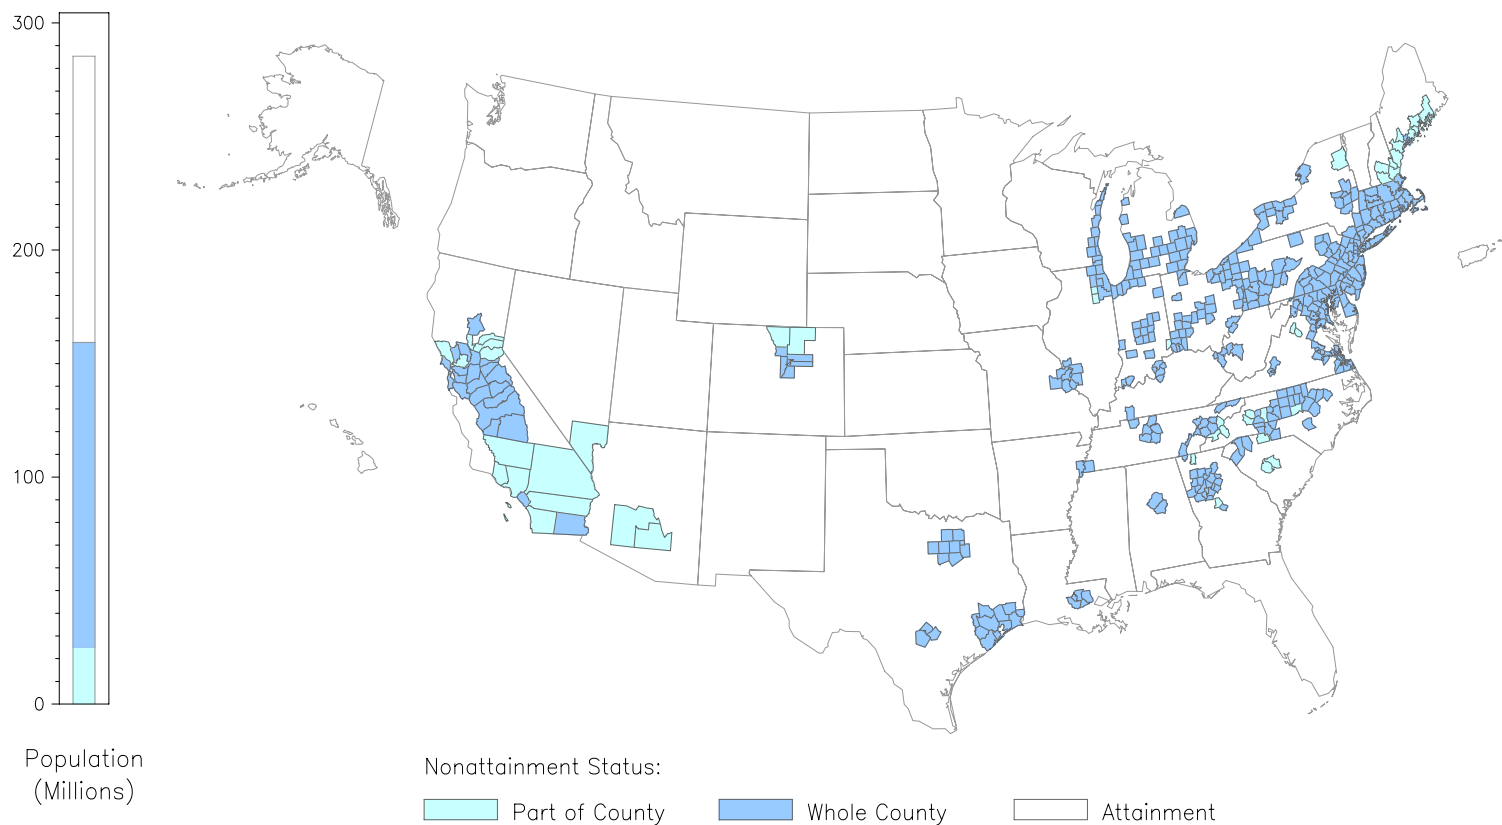 300
200
100
0
Population
(Millions)
Nonattainment Status:
Part of County
Whole County
Attainment